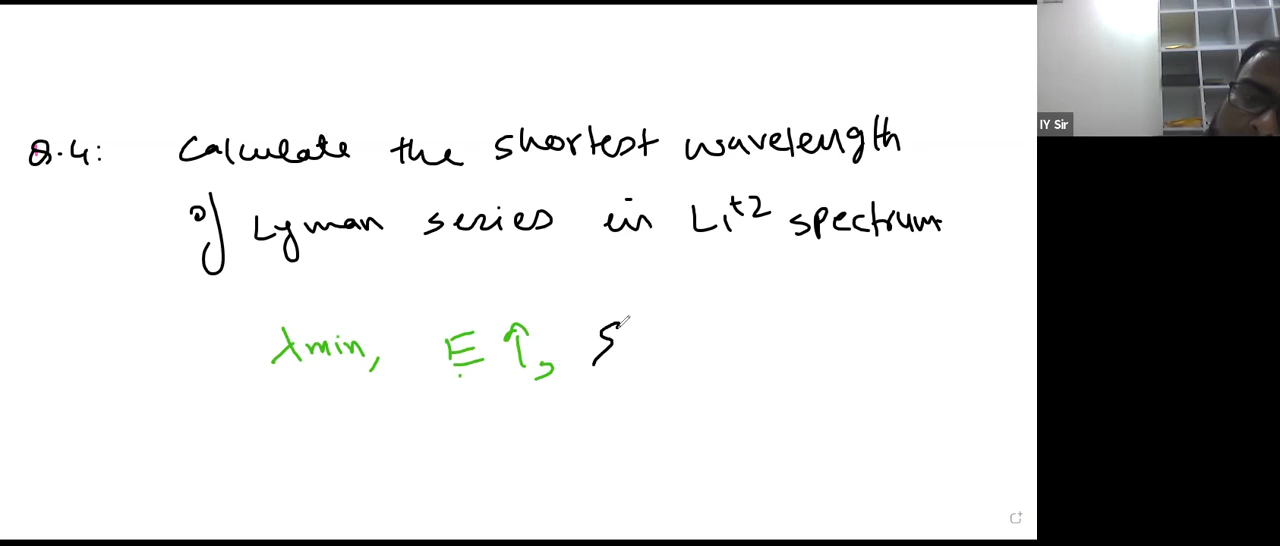 Q.4: Calculate the shortest wavelength
of Lyman series in Li+2 spectrum
λmin, E ↑, S
IY Sir